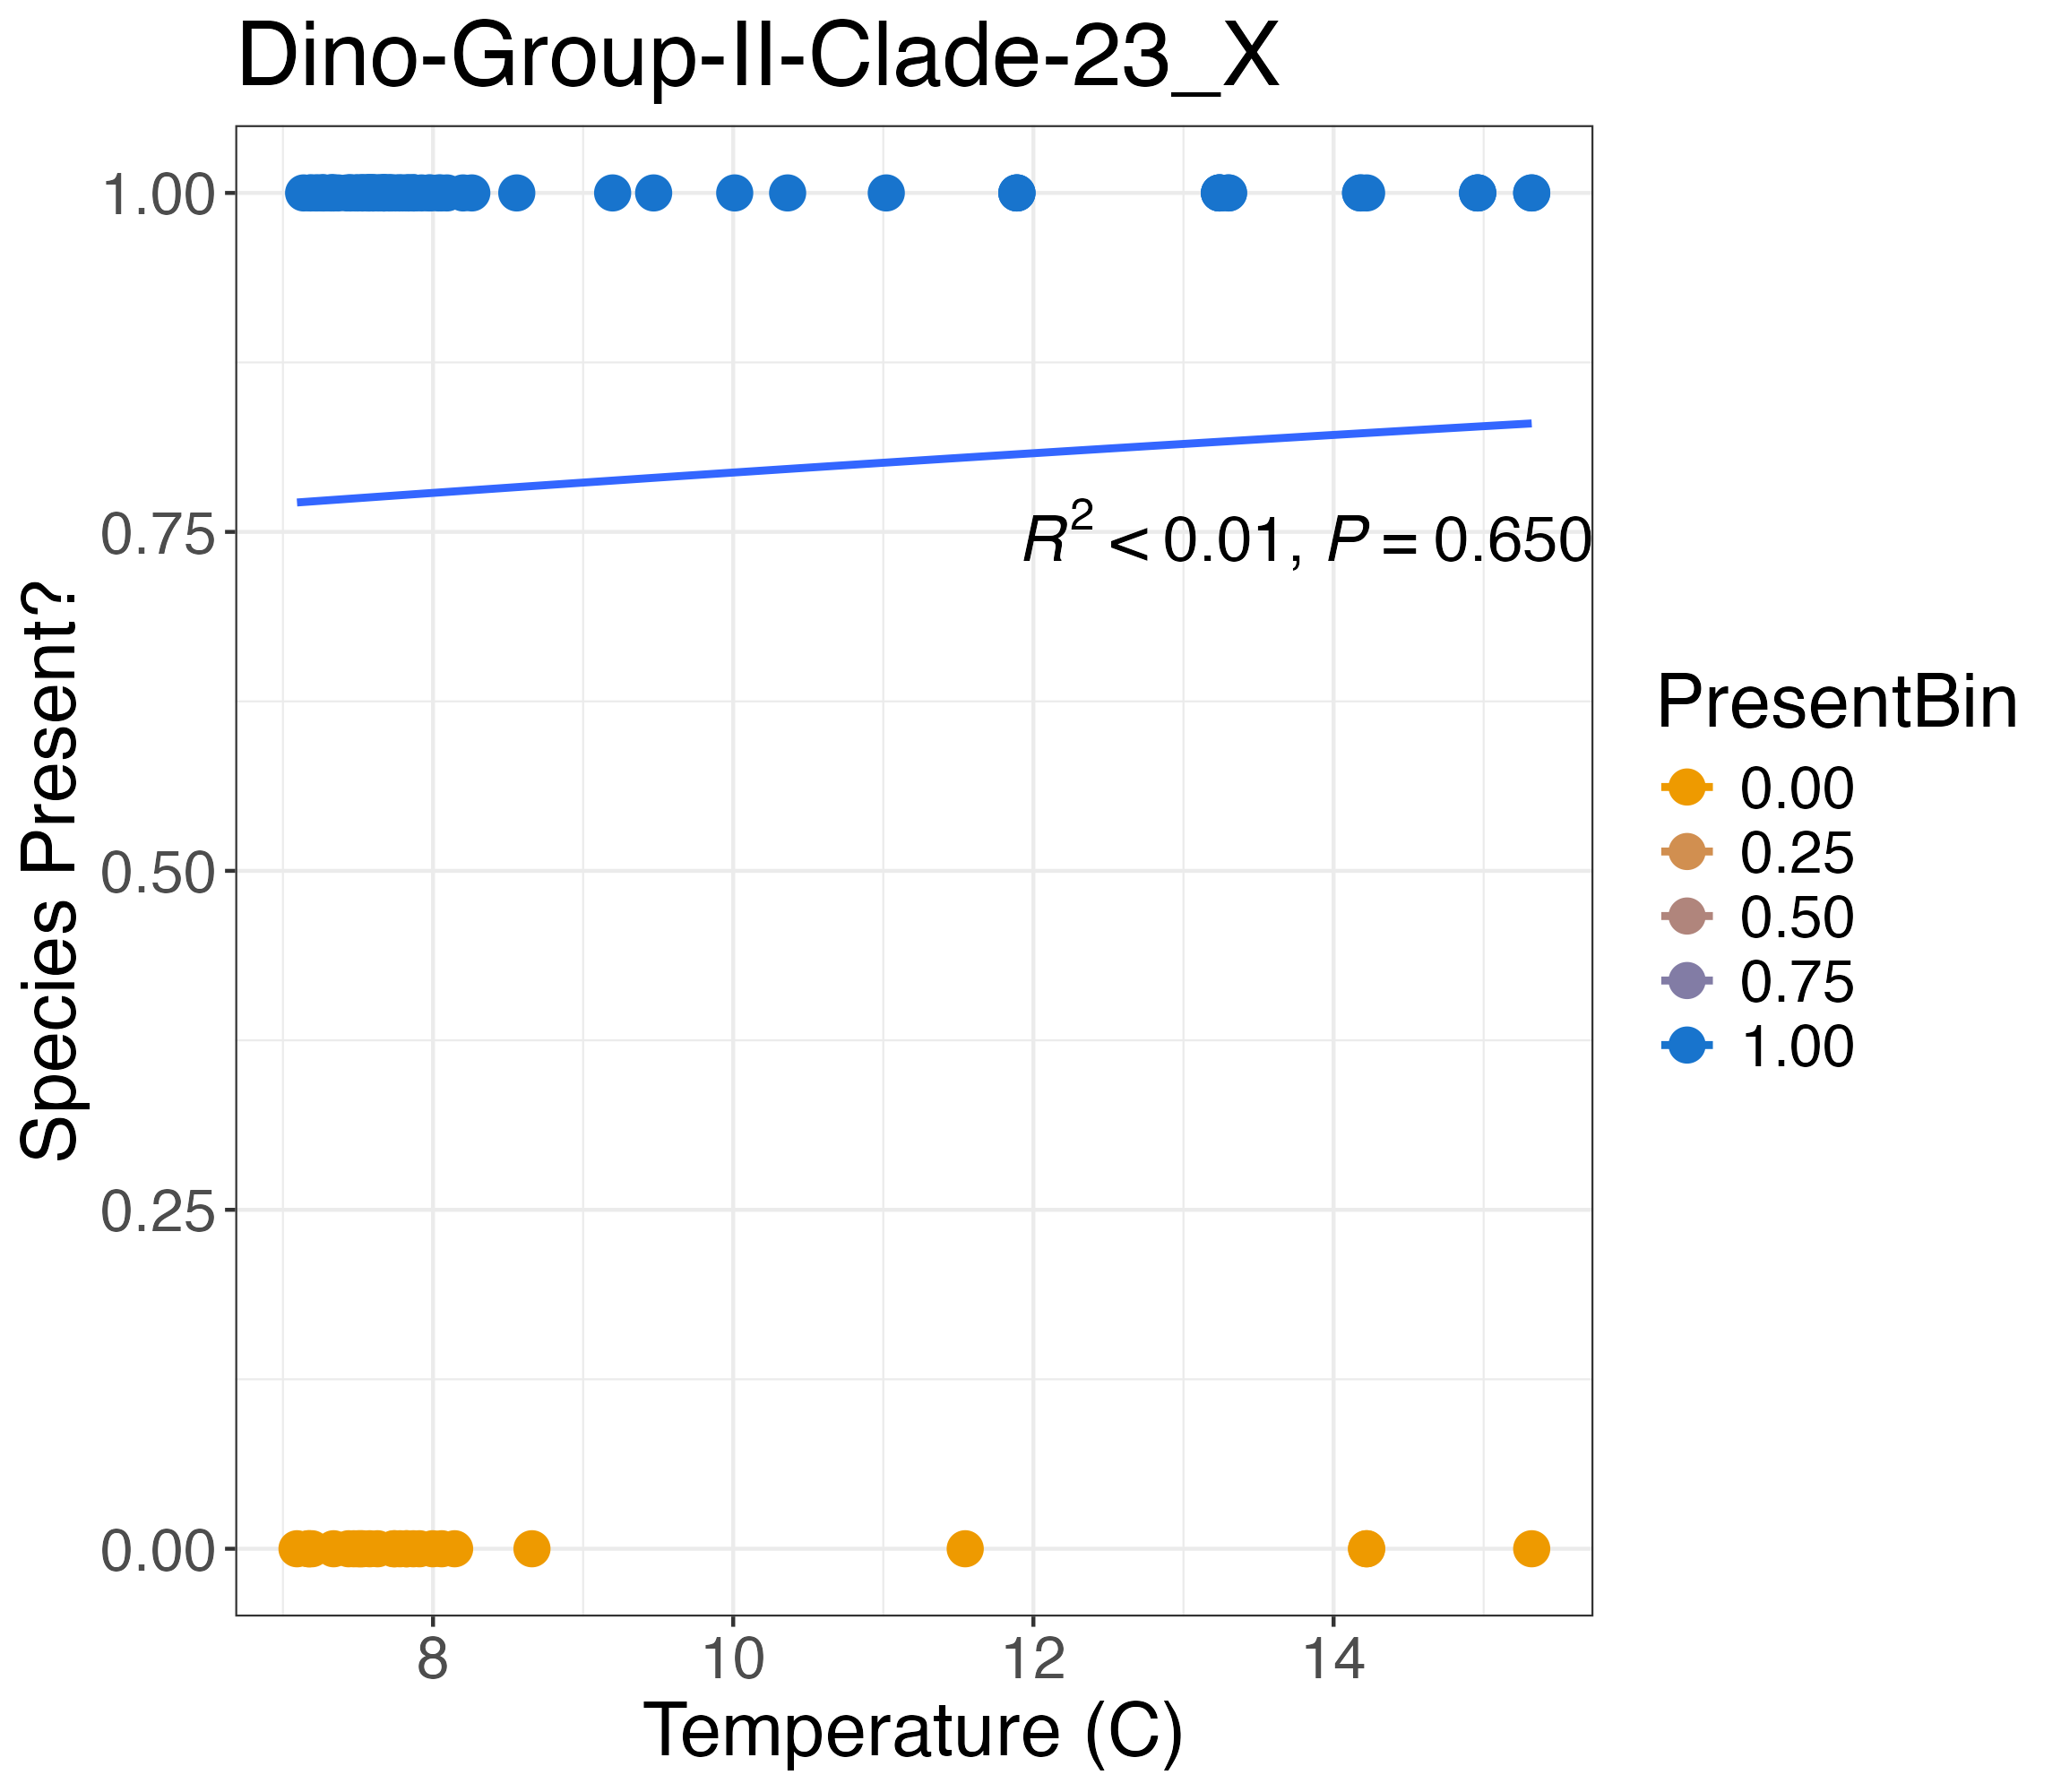 Dino-Group-II-Clade-23_X
1.00
0.75
0.50
0.25
0.00
Species Present?
R² < 0.01, P = 0.650
8 10 12 14
Temperature (C)
PresentBin
0.00
0.25
0.50
0.75
1.00